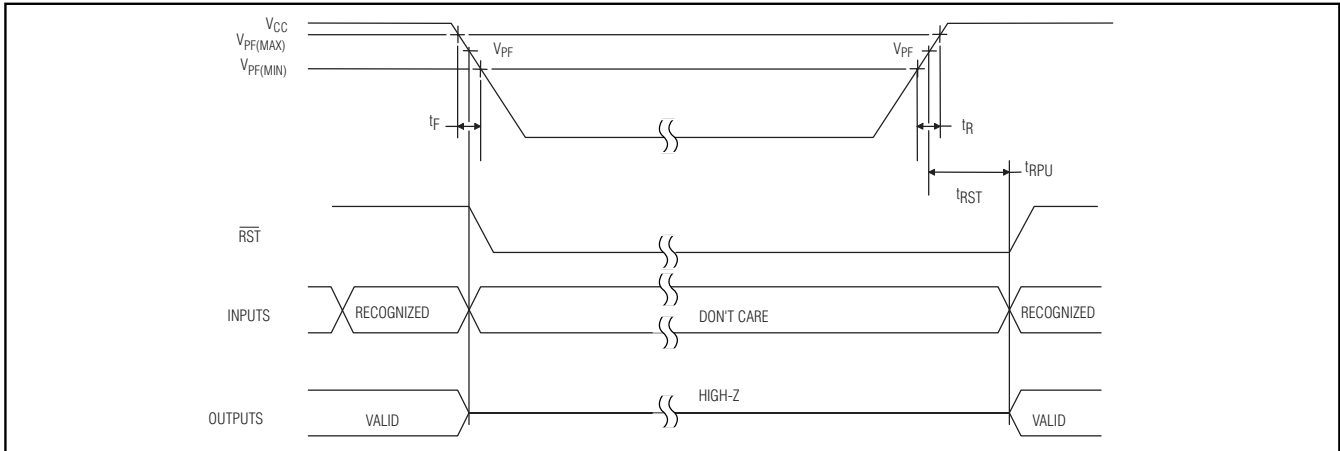 VCC
VPF(MAX)
VPF VPF
VPF(MIN)
tF tR
tRPU
tRST
RST
INPUTS RECOGNIZED DON'T CARE RECOGNIZED
HIGH-Z
OUTPUTS VALID VALID